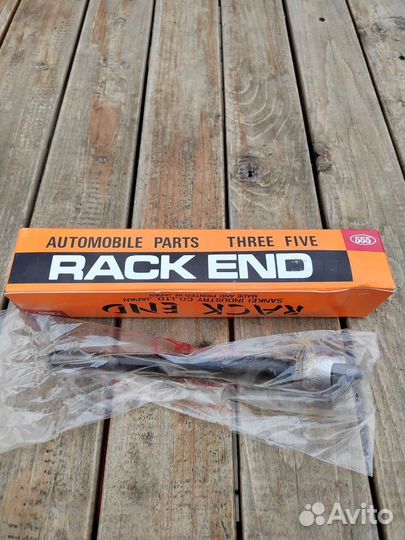 AUTOMOBILE PARTS THREE FIVE
555
RACK END
RACK END
SANKEI INDUSTRY CO.,LTD. JAPAN
MADE AND PRINTED IN JAPAN
Avito